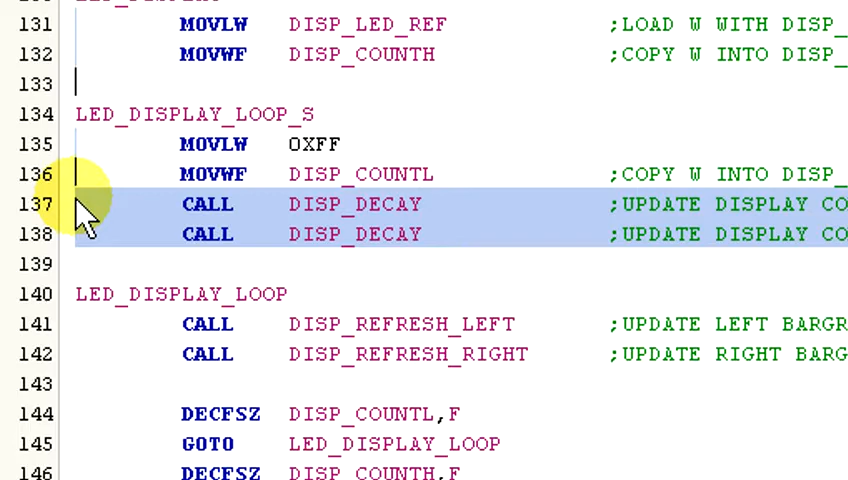 131 MOVLW DISP_LED_REF ;LOAD W WITH DISP_
132 MOVWF DISP_COUNTH ;COPY W INTO DISP_
133
134 LED_DISPLAY_LOOP_S
135 MOVLW 0XFF
136 MOVWF DISP_COUNTL ;COPY W INTO DISP_
137 CALL DISP_DECAY ;UPDATE DISPLAY CO
138 CALL DISP_DECAY ;UPDATE DISPLAY CO
139
140 LED_DISPLAY_LOOP
141 CALL DISP_REFRESH_LEFT ;UPDATE LEFT BARGR
142 CALL DISP_REFRESH_RIGHT ;UPDATE RIGHT BARG
143
144 DECFSZ DISP_COUNTL,F
145 GOTO LED_DISPLAY_LOOP
146 DECFSZ DISP_COUNTH,F